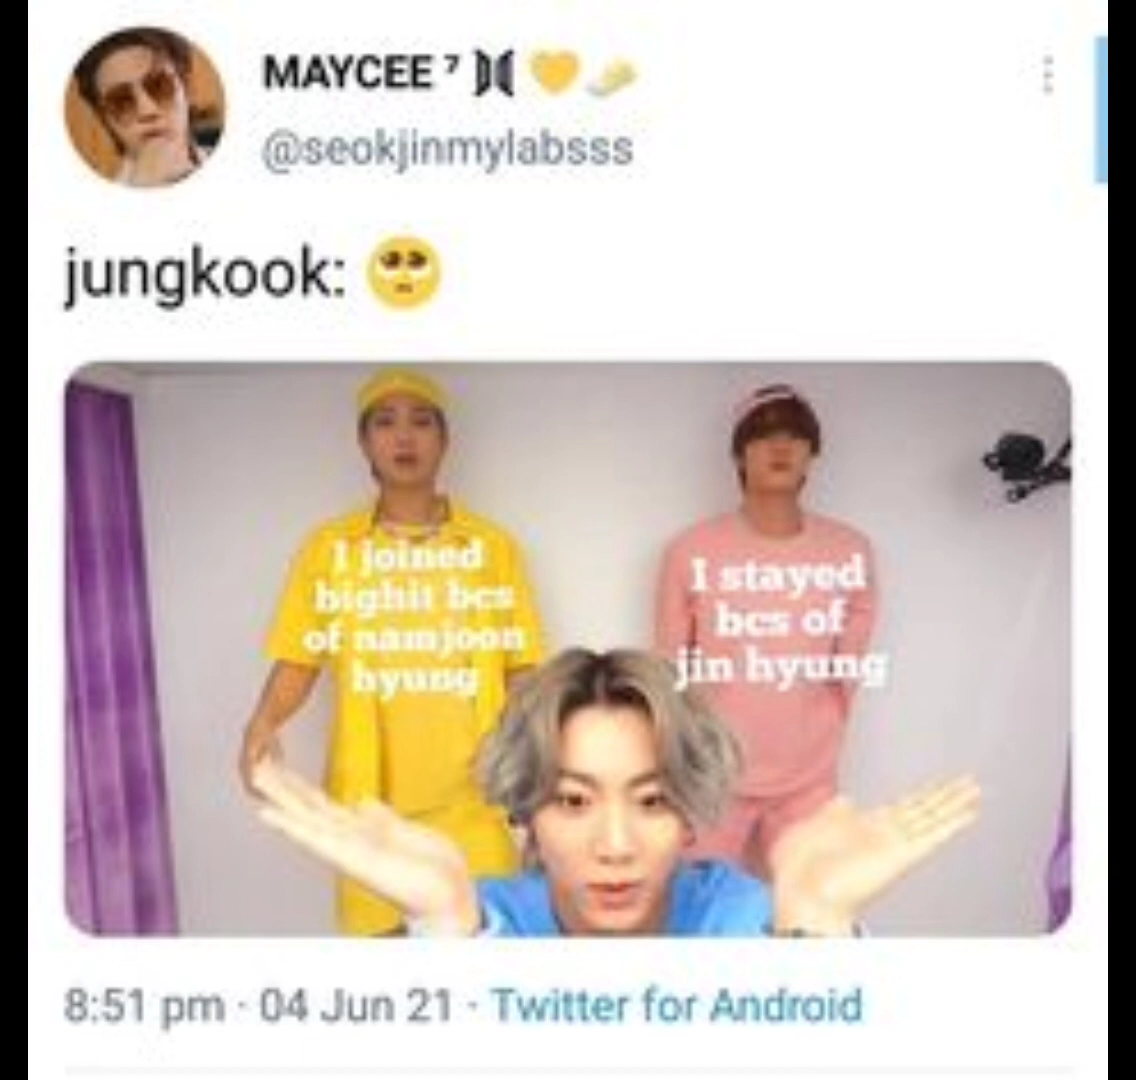 MAYCEE ⁷
@seokjinmylabsss
jungkook: 🥺
I joined
bighit bcs
of namjoon
hyung
I stayed
bcs of
jin hyung
8:51 pm · 04 Jun 21 · Twitter for Android